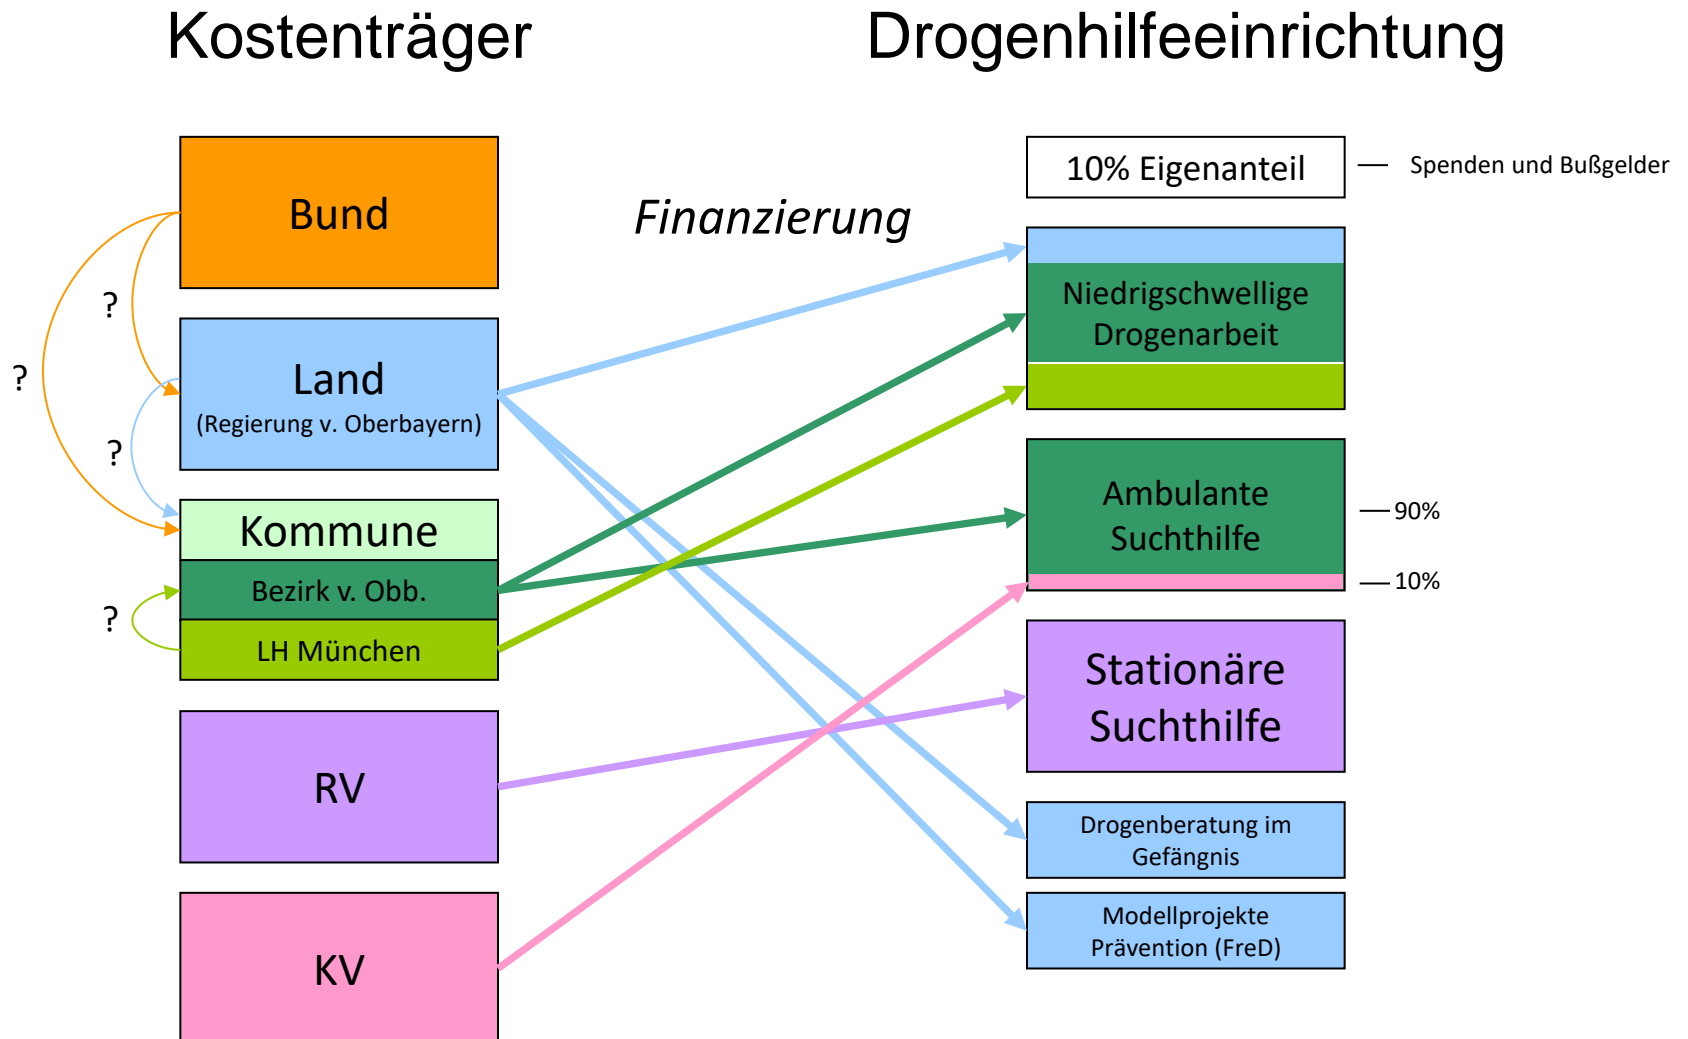 Kostenträger
Drogenhilfeeinrichtung
Finanzierung
Bund
?
?
Land
(Regierung v. Oberbayern)
?
Kommune
Bezirk v. Obb.
?
LH München
RV
KV
10% Eigenanteil
Spenden und Bußgelder
Niedrigschwellige
Drogenarbeit
Ambulante
Suchthilfe
90%
10%
Stationäre
Suchthilfe
Drogenberatung im
Gefängnis
Modellprojekte
Prävention (FreD)